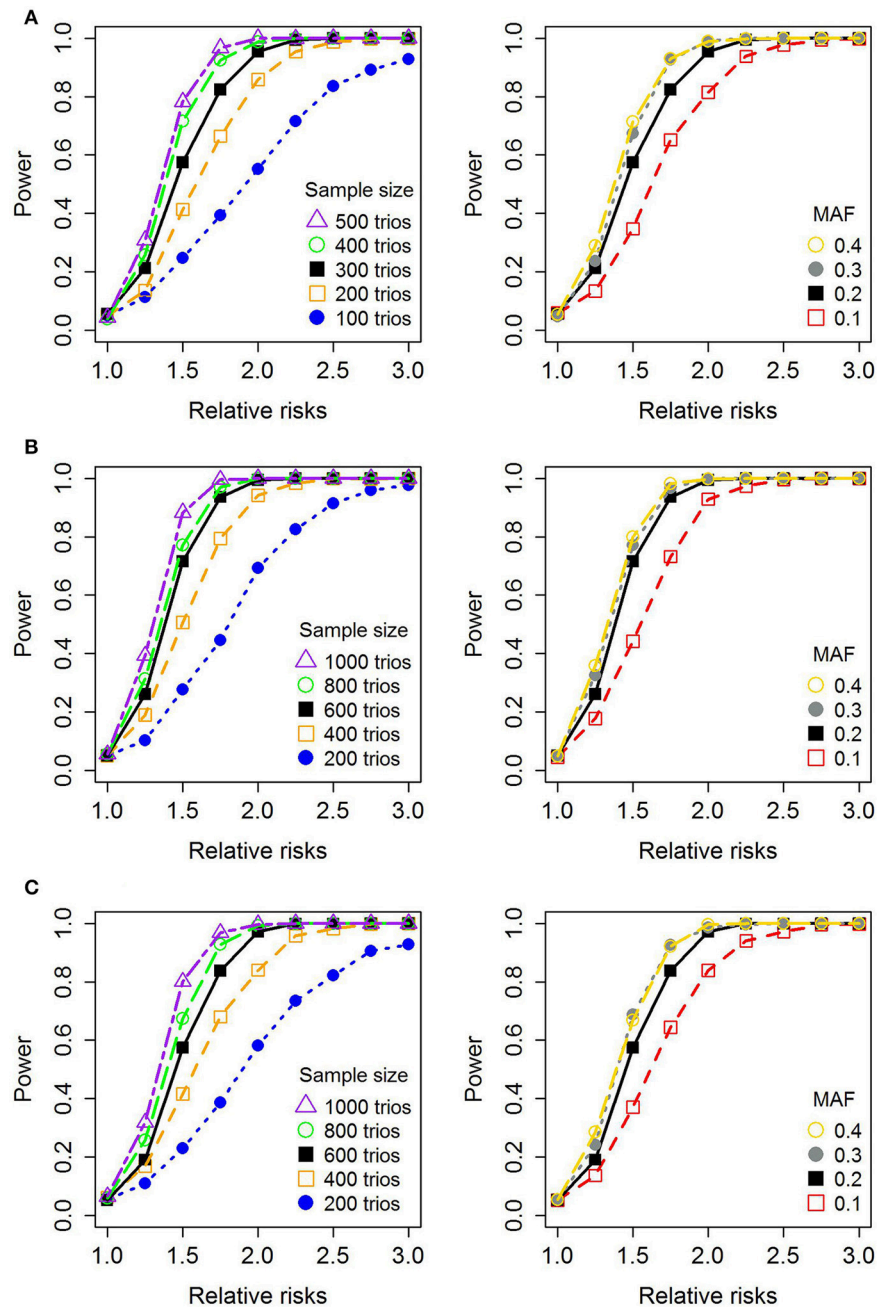 A
Power
0.0 0.2 0.4 0.6 0.8 1.0
Sample size
500 trios
400 trios
300 trios
200 trios
100 trios
1.0 1.5 2.0 2.5 3.0
Relative risks
Power
0.0 0.2 0.4 0.6 0.8 1.0
MAF
0.4
0.3
0.2
0.1
1.0 1.5 2.0 2.5 3.0
Relative risks
B
Power
0.0 0.2 0.4 0.6 0.8 1.0
Sample size
1000 trios
800 trios
600 trios
400 trios
200 trios
1.0 1.5 2.0 2.5 3.0
Relative risks
Power
0.0 0.2 0.4 0.6 0.8 1.0
MAF
0.4
0.3
0.2
0.1
1.0 1.5 2.0 2.5 3.0
Relative risks
C
Power
0.0 0.2 0.4 0.6 0.8 1.0
Sample size
1000 trios
800 trios
600 trios
400 trios
200 trios
1.0 1.5 2.0 2.5 3.0
Relative risks
Power
0.0 0.2 0.4 0.6 0.8 1.0
MAF
0.4
0.3
0.2
0.1
1.0 1.5 2.0 2.5 3.0
Relative risks